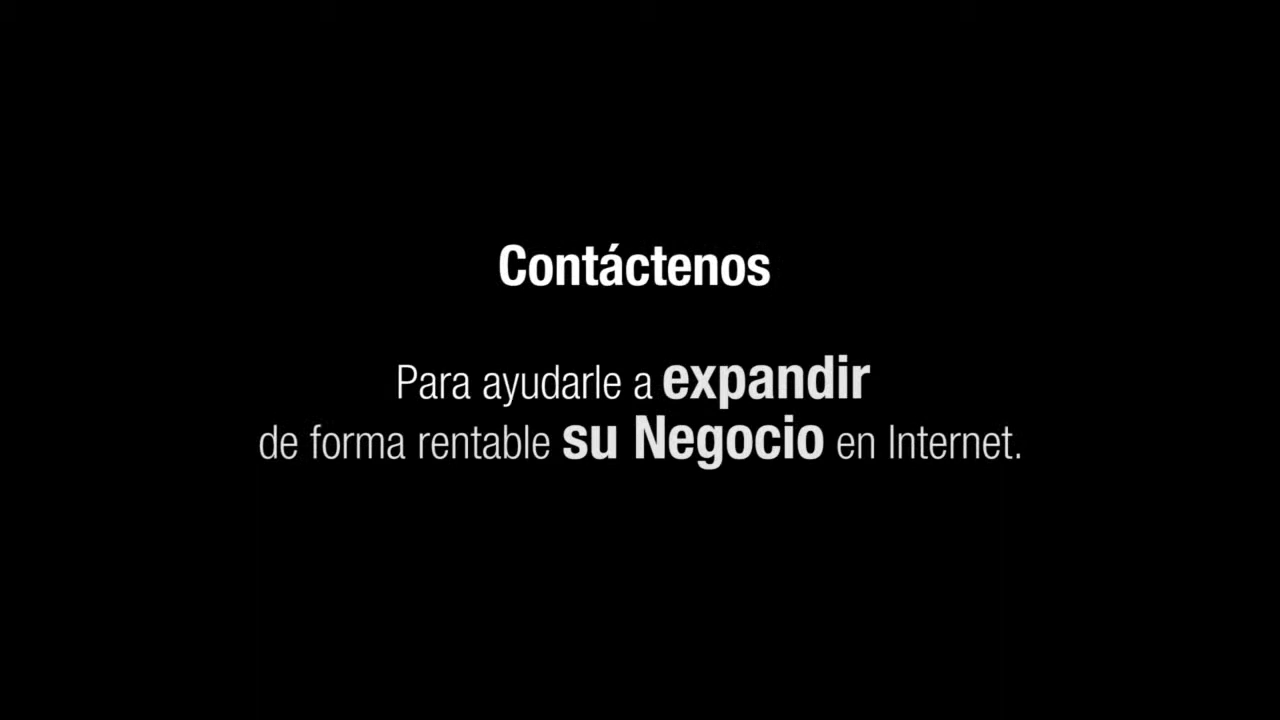 Contáctenos
Para ayudarle a expandir
de forma rentable su Negocio en Internet.